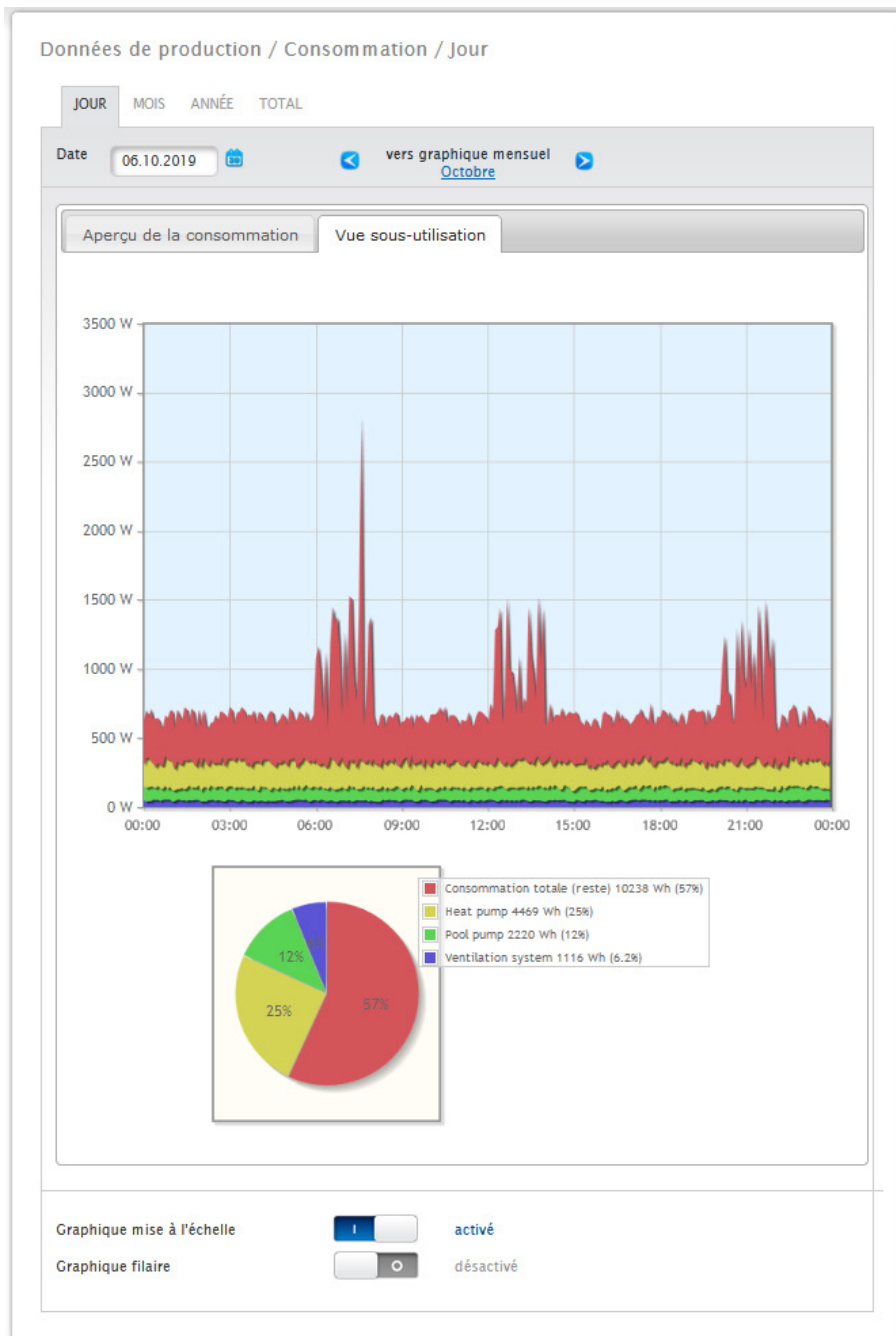 Données de production / Consommation / Jour
JOUR MOIS ANNÉE TOTAL
Date 06.10.2019 30 vers graphique mensuel
Octobre
Aperçu de la consommation Vue sous-utilisation
3500 W
3000 W
2500 W
2000 W
1500 W
1000 W
500 W
0 W
00:00 03:00 06:00 09:00 12:00 15:00 18:00 21:00 00:00
Consommation totale (reste) 10238 Wh (57%)
Heat pump 4469 Wh (25%)
Pool pump 2220 Wh (12%)
Ventilation system 1116 Wh (6.2%)
12%
25%
57%
Graphique mise à l'échelle I activé
Graphique filaire O désactivé